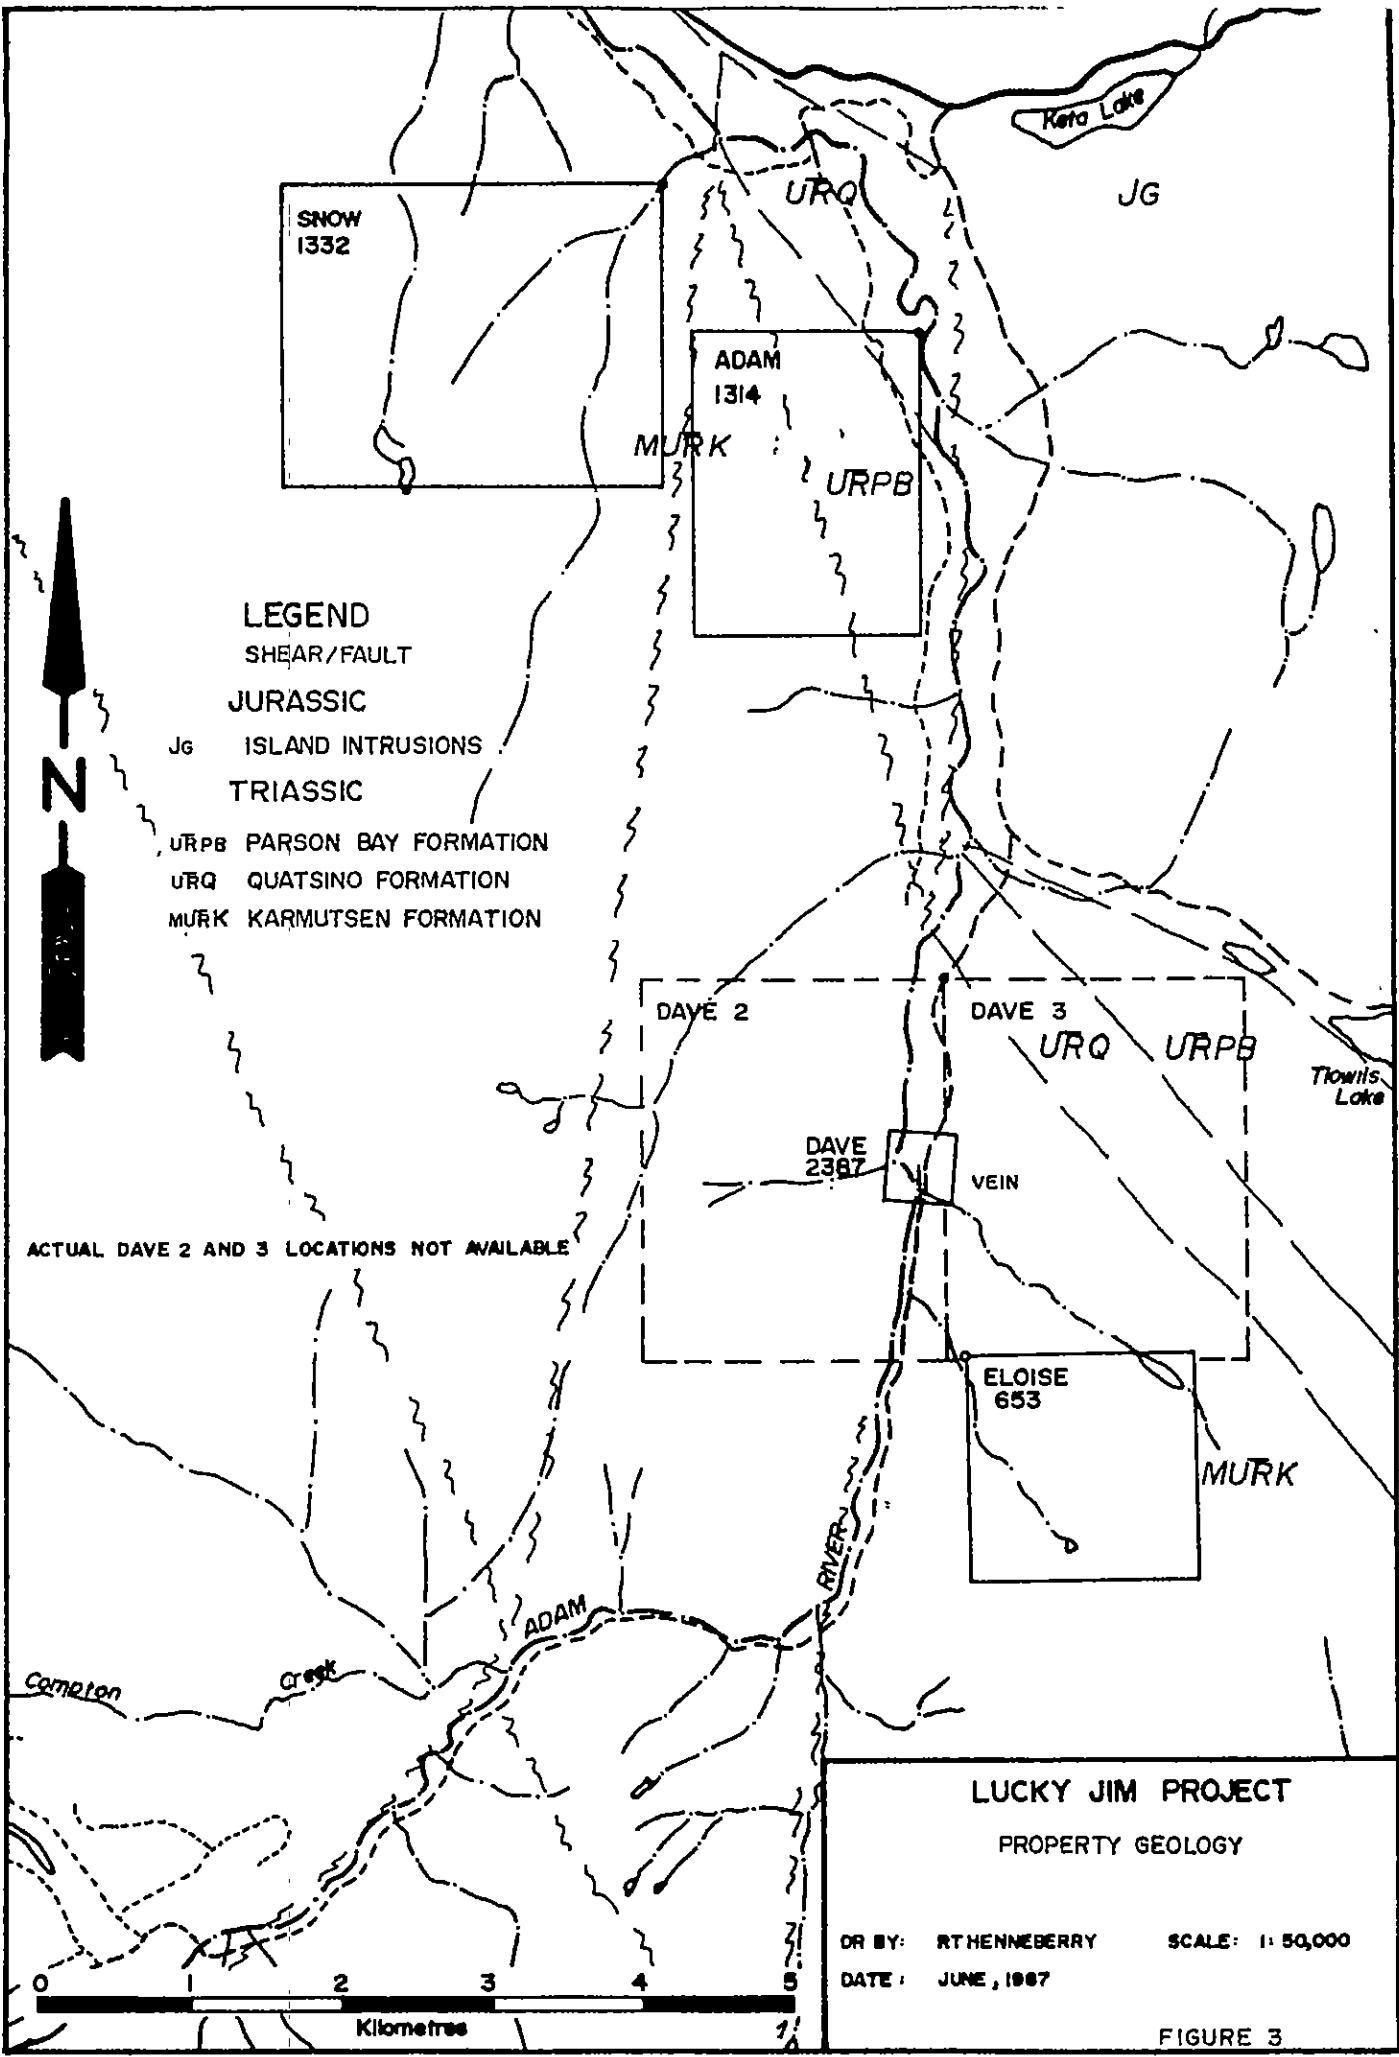 Keta Lake
URQ
JG
SNOW
1332
ADAM
1314
MURK
URPB
LEGEND
SHEAR/FAULT
JURASSIC
JG ISLAND INTRUSIONS
TRIASSIC
URPB PARSON BAY FORMATION
URQ QUATSINO FORMATION
MURK KARMUTSEN FORMATION
N
DAVE 2
DAVE 3
URQ
URPB
Tlowils
Lake
DAVE
2387
VEIN
ACTUAL DAVE 2 AND 3 LOCATIONS NOT AVAILABLE
ELOISE
653
MURK
RIVER
ADAM
Compton Creek
LUCKY JIM PROJECT
PROPERTY GEOLOGY
DR BY: RTHENNEBERRY SCALE: 1:50,000
DATE: JUNE, 1987
FIGURE 3
0 1 2 3 4 5
Kilometres